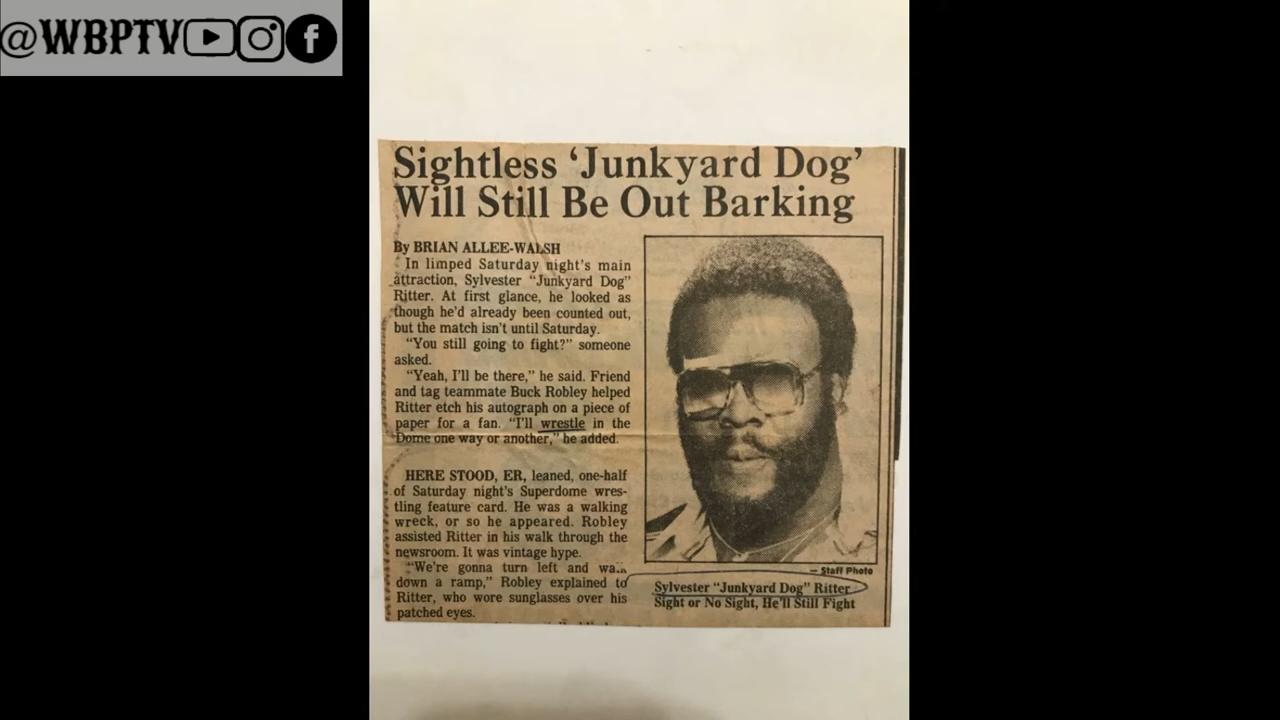 @WBPTV
Sightless ‘Junkyard Dog’
Will Still Be Out Barking
By BRIAN ALLEE-WALSH
In limped Saturday night's main
attraction, Sylvester "Junkyard Dog"
Ritter. At first glance, he looked as
though he'd already been counted out,
but the match isn't until Saturday.
"You still going to fight?" someone
asked.
"Yeah, I'll be there," he said. Friend
and tag teammate Buck Robley helped
Ritter etch his autograph on a piece of
paper for a fan. "I'll wrestle in the
Dome one way or another," he added.
HERE STOOD, ER, leaned, one-half
of Saturday night's Superdome wres-
tling feature card. He was a walking
wreck, or so he appeared. Robley
assisted Ritter in his walk through the
newsroom. It was vintage hype.
"We're gonna turn left and
down a ramp," Robley explained to
Ritter, who wore sunglasses over his
patched eyes.
— Staff Photo
Sylvester "Junkyard Dog" Ritter
Sight or No Sight, He'll Still Fight